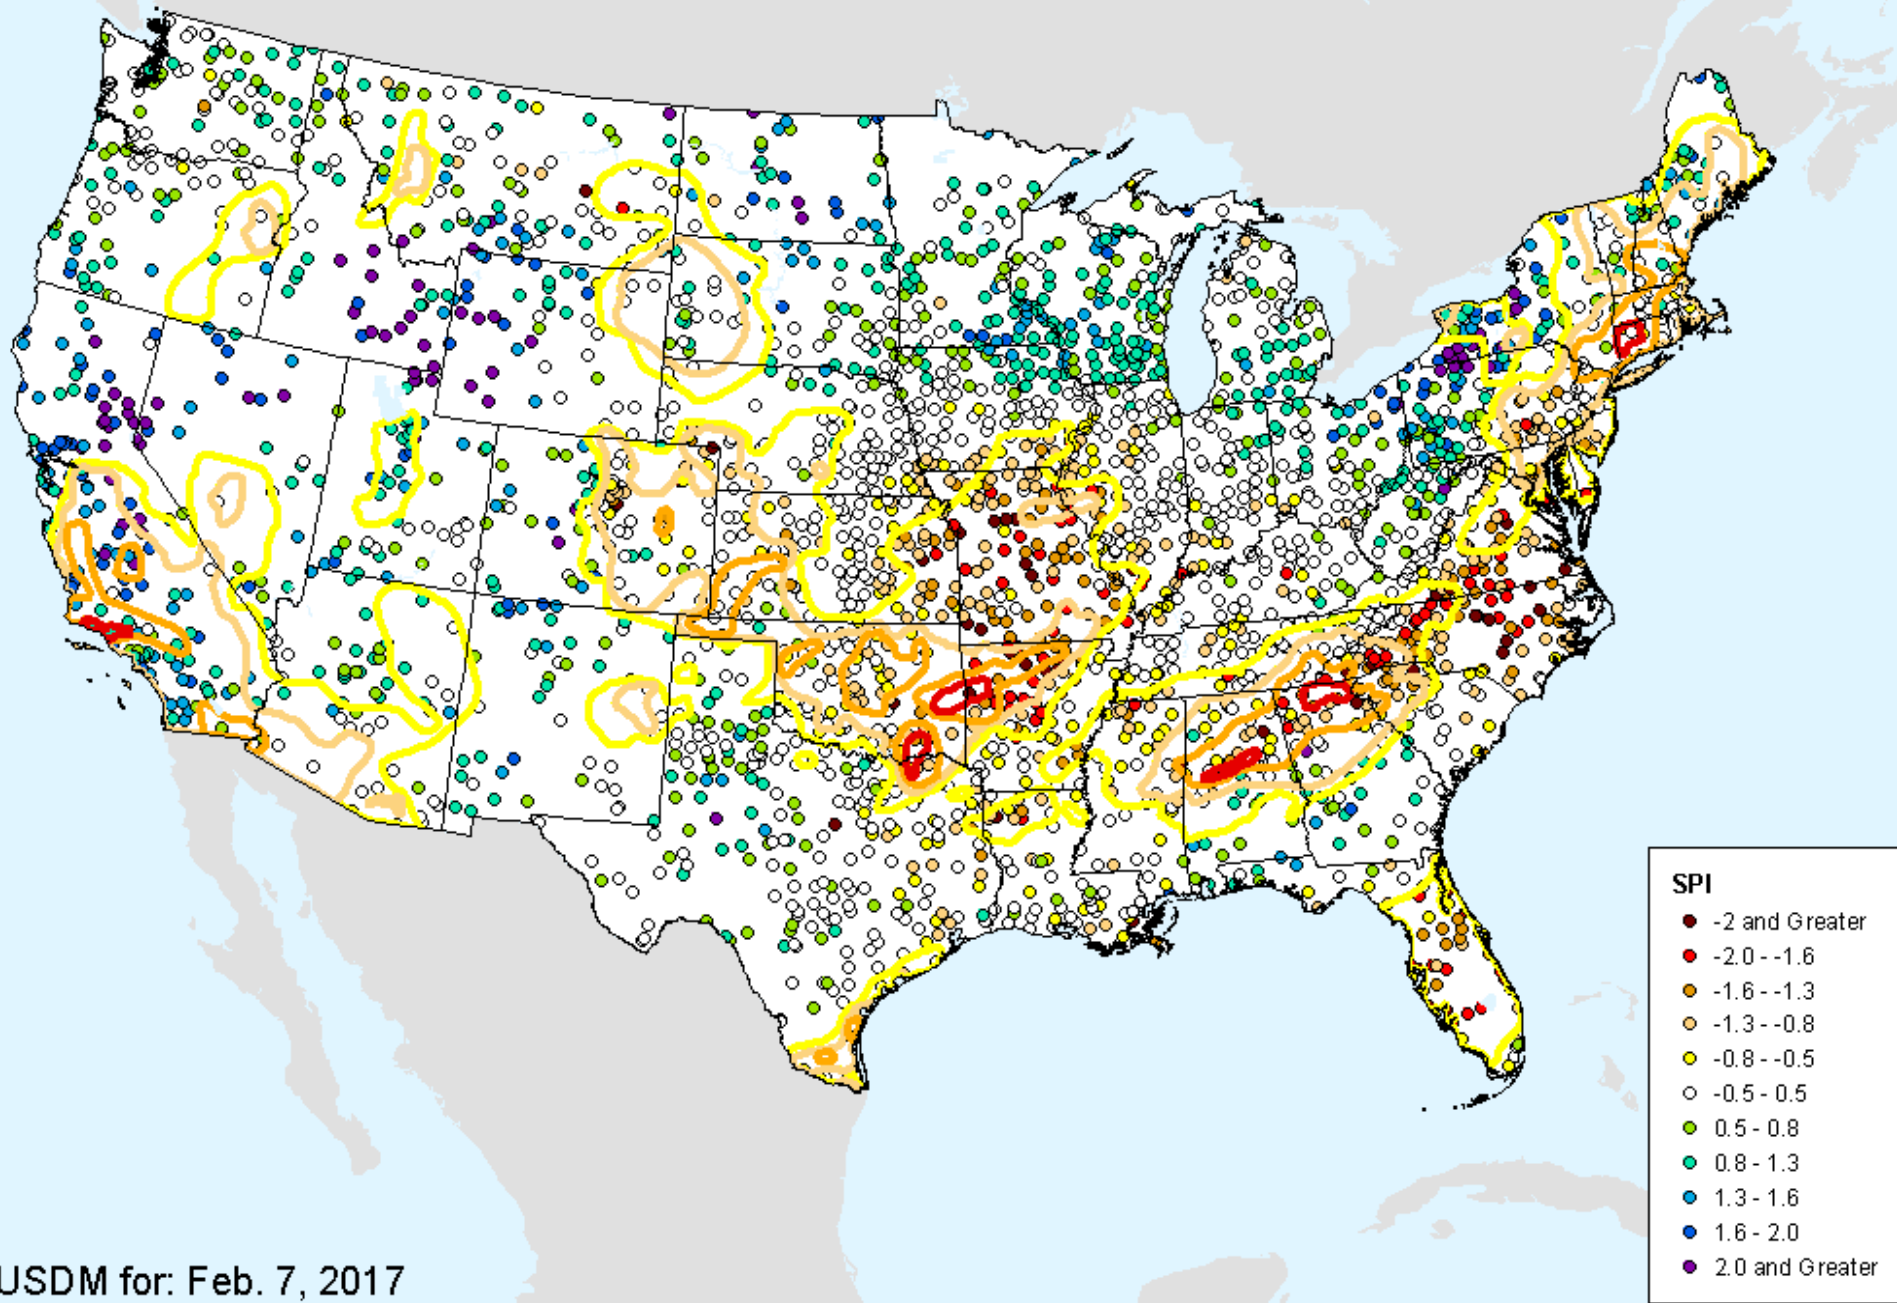 SPI
-2 and Greater
-2.0 - -1.6
-1.6 - -1.3
-1.3 - -0.8
-0.8 - -0.5
-0.5 - 0.5
0.5 - 0.8
0.8 - 1.3
1.3 - 1.6
1.6 - 2.0
2.0 and Greater
USDM for: Feb. 7, 2017